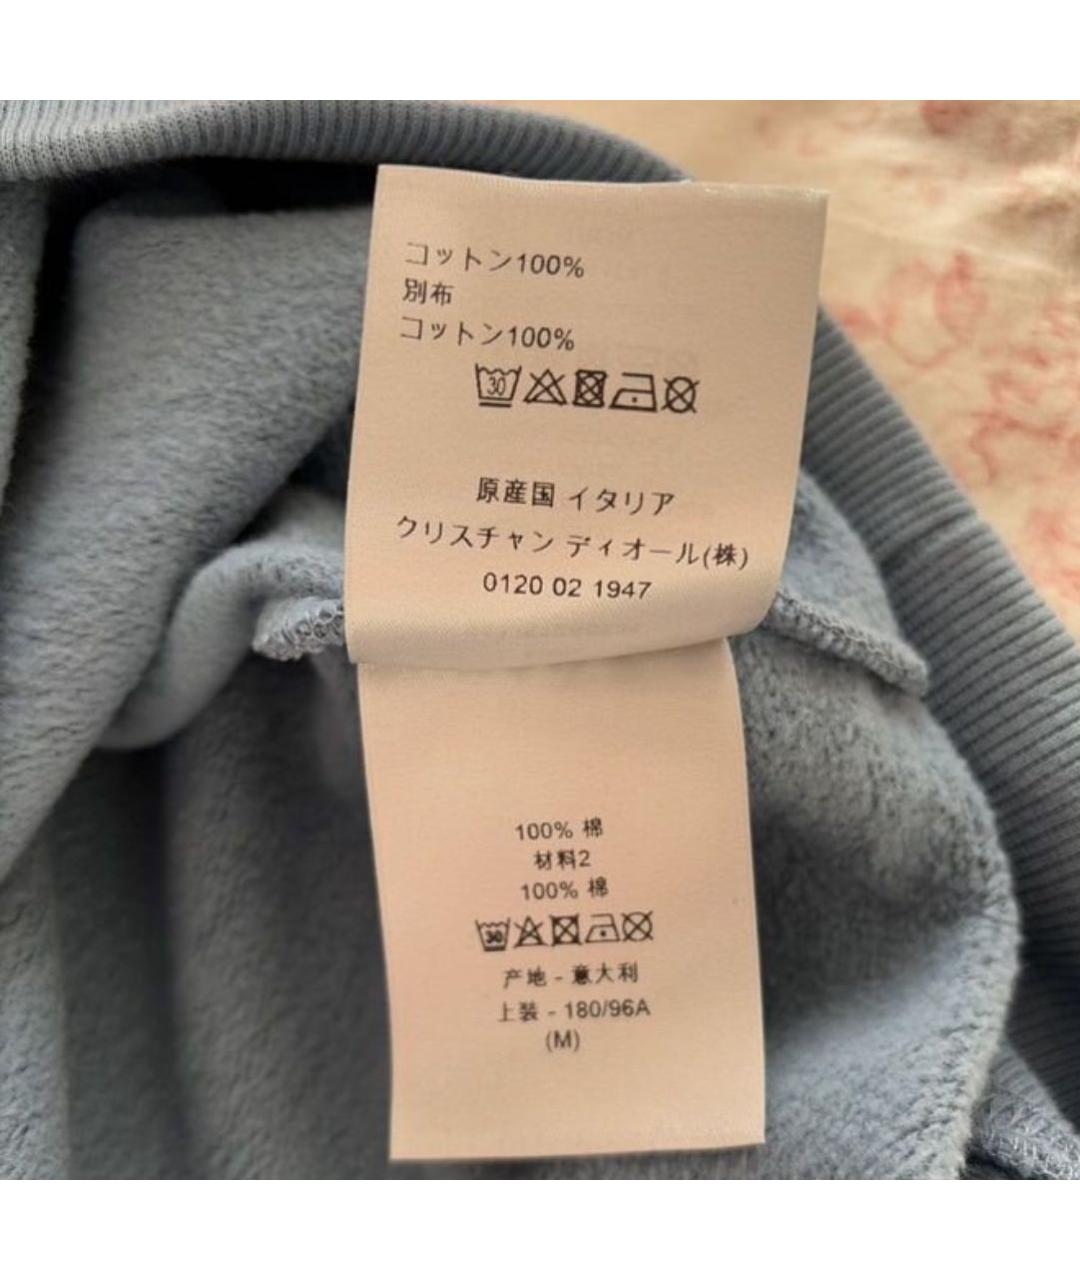 コットン100%
別布
コットン100%
30
原産国 イタリア
クリスチャン ディオール(株)
0120 02 1947
100% 棉
材料2
100% 棉
30
产地 - 意大利
上装 - 180/96A
(M)